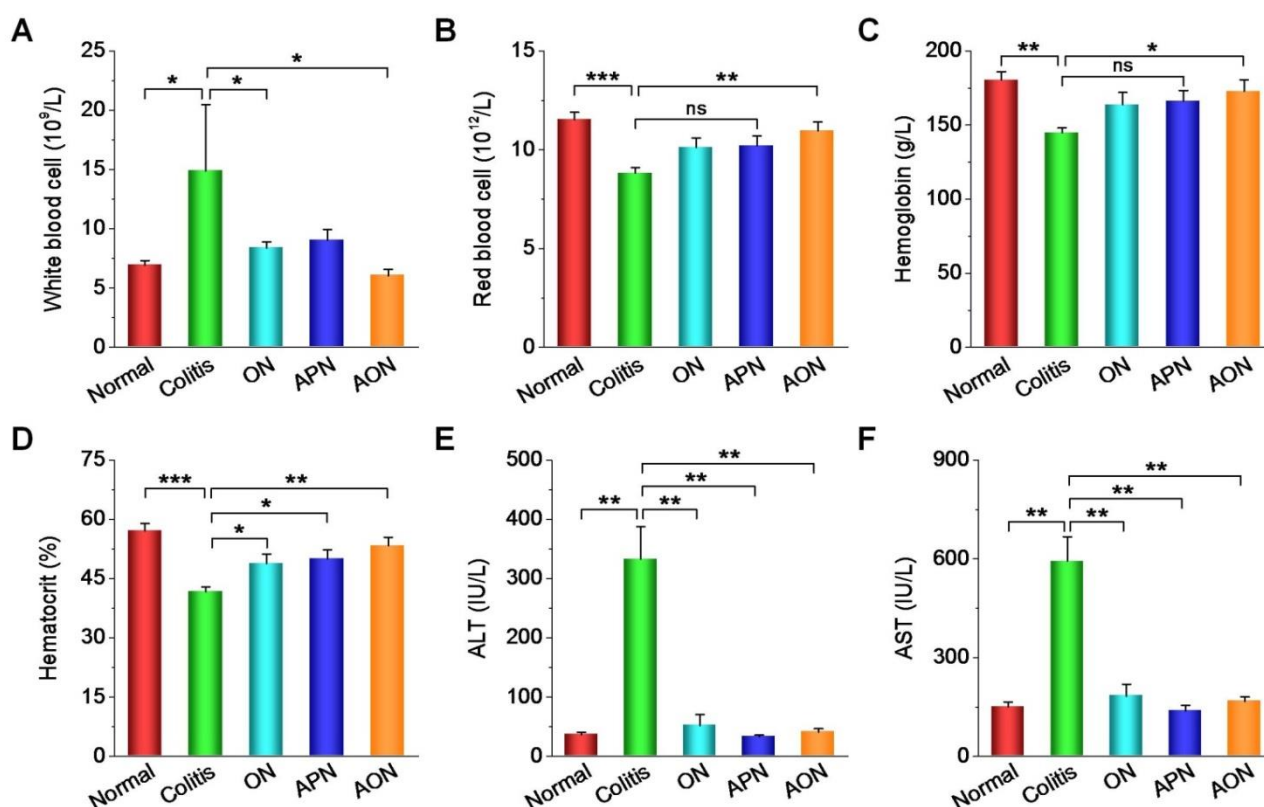 A
White blood cell (10⁹/L)
25
20
15
10
5
0
*
*
*
Normal
Colitis
ON
APN
AON
B
Red blood cell (10¹²/L)
15
10
5
0
***
**
ns
Normal
Colitis
ON
APN
AON
C
Hemoglobin (g/L)
200
150
100
50
0
**
*
ns
Normal
Colitis
ON
APN
AON
D
Hematocrit (%)
75
60
45
30
15
0
***
**
*
*
Normal
Colitis
ON
APN
AON
E
ALT (IU/L)
500
400
300
200
100
0
**
**
**
**
Normal
Colitis
ON
APN
AON
F
AST (IU/L)
900
600
300
0
**
**
**
**
Normal
Colitis
ON
APN
AON